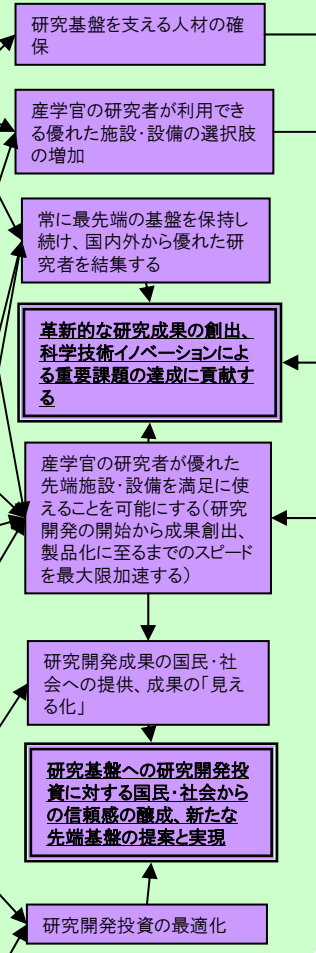 研究基盤を支える人材の確
保
産学官の研究者が利用でき
る優れた施設・設備の選択肢
の増加
常に最先端の基盤を保持し
続け、国内外から優れた研
究者を結集する
革新的な研究成果の創出、
科学技術イノベーションによ
る重要課題の達成に貢献す
る
産学官の研究者が優れた
先端施設・設備を満足に使
えることを可能にする(研究
開発の開始から成果創出、
製品化に至るまでのスピード
を最大限加速する)
研究開発成果の国民・社
会への提供、成果の「見え
る化」
研究基盤への研究開発投
資に対する国民・社会から
の信頼感の醸成、新たな
先端基盤の提案と実現
研究開発投資の最適化